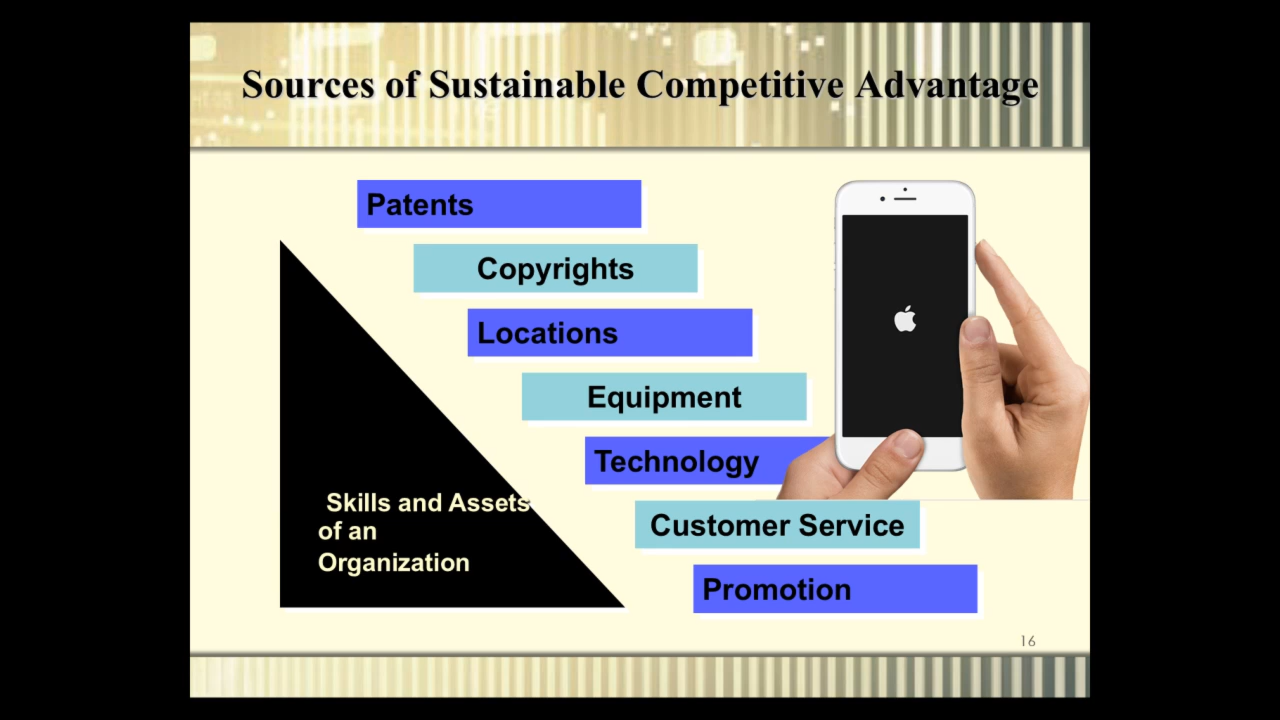 Sources of Sustainable Competitive Advantage
Patents
Copyrights
Locations
Equipment
Technology
Skills and Assets
of an
Organization
Customer Service
Promotion
16